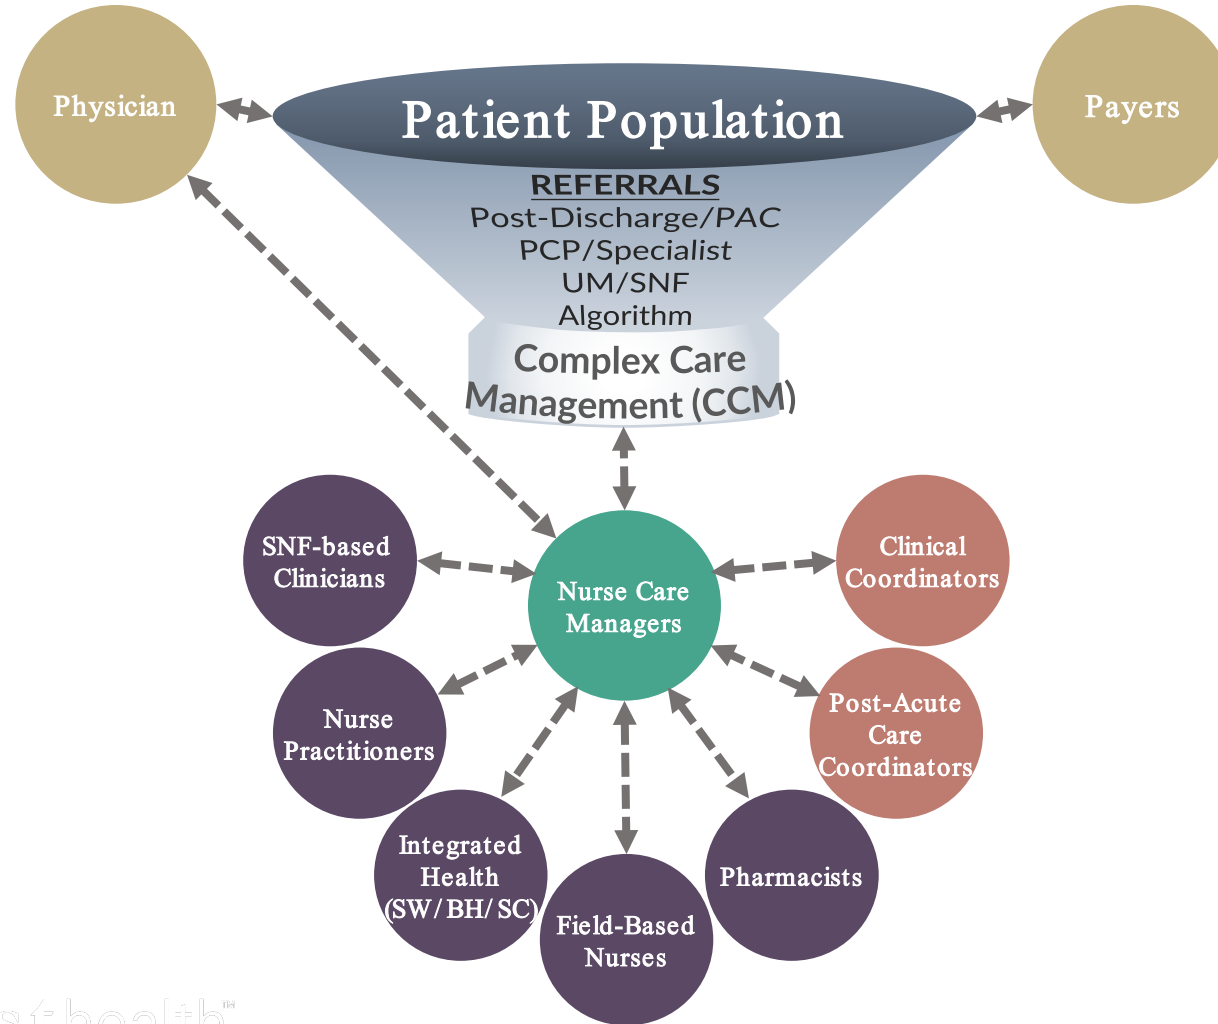 Physician
Patient Population
Payers
REFERRALS
Post-Discharge/PAC
PCP/Specialist
UM/SNF
Algorithm
Complex Care
Management (CCM)
SNF-based
Clinicians
Nurse Care
Managers
Clinical
Coordinators
Nurse
Practitioners
Post-Acute
Care
Coordinators
Integrated
Health
(SW/BH/SC)
Field-Based
Nurses
Pharmacists
health™